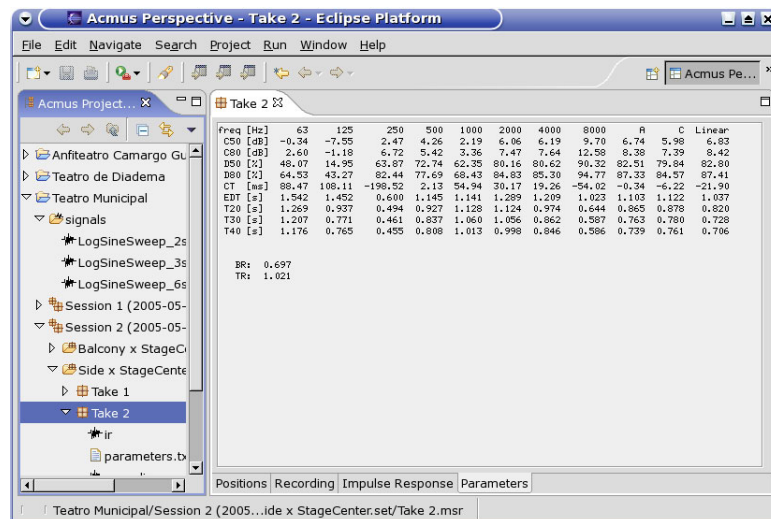 Acmus Perspective - Take 2 - Eclipse Platform
File Edit Navigate Search Project Run Window Help
Acmus Pe...
Acmus Project...
Take 2
Anfiteatro Camargo Gu
Teatro de Diadema
Teatro Municipal
signals
LogSineSweep_2s
LogSineSweep_3s
LogSineSweep_6s
Session 1 (2005-05-
Session 2 (2005-05-
Balcony x StageC
Side x StageCente
Take 1
Take 2
ir
parameters.tx
freq [Hz] 63 125 250 500 1000 2000 4000 8000 A C Linear
C50 [dB] -0.34 -7.55 2.47 4.26 2.19 6.06 6.19 9.70 6.74 5.98 6.83
C80 [dB] 2.60 -1.18 6.72 5.42 3.36 7.47 7.64 12.58 8.38 7.39 8.42
D50 [%] 48.07 14.95 63.87 72.74 62.35 80.16 80.62 90.32 82.51 79.84 82.80
D80 [%] 64.53 43.27 82.44 77.69 68.43 84.83 85.30 94.77 87.33 84.57 87.41
CT [ms] 88.47 108.11 -198.52 2.13 54.94 30.17 19.26 -54.02 -0.34 -6.22 -21.90
EDT [s] 1.542 1.452 0.600 1.145 1.141 1.289 1.209 1.023 1.103 1.122 1.037
T20 [s] 1.269 0.937 0.494 0.927 1.128 1.124 0.974 0.644 0.865 0.878 0.820
T30 [s] 1.207 0.771 0.461 0.837 1.060 1.056 0.862 0.587 0.763 0.780 0.728
T40 [s] 1.176 0.765 0.455 0.808 1.013 0.998 0.846 0.586 0.739 0.761 0.706
BR: 0.697
TR: 1.021
Positions Recording Impulse Response Parameters
Teatro Municipal/Session 2 (2005...ide x StageCenter.set/Take 2.msr